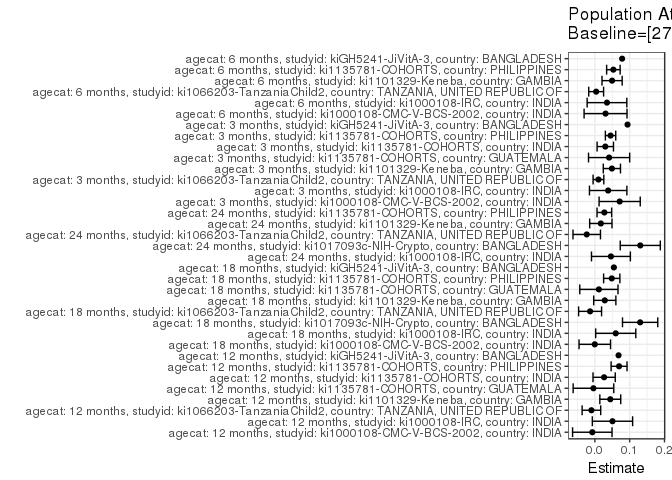 Population At
Baseline=[27
agecat: 6 months, studyid: kiGH5241-JiVitA-3, country: BANGLADESH
agecat: 6 months, studyid: ki1135781-COHORTS, country: PHILIPPINES
agecat: 6 months, studyid: ki1101329-Keneba, country: GAMBIA
agecat: 6 months, studyid: ki1066203-TanzaniaChild2, country: TANZANIA, UNITED REPUBLIC OF
agecat: 6 months, studyid: ki1000108-IRC, country: INDIA
agecat: 6 months, studyid: ki1000108-CMC-V-BCS-2002, country: INDIA
agecat: 3 months, studyid: kiGH5241-JiVitA-3, country: BANGLADESH
agecat: 3 months, studyid: ki1135781-COHORTS, country: PHILIPPINES
agecat: 3 months, studyid: ki1135781-COHORTS, country: INDIA
agecat: 3 months, studyid: ki1135781-COHORTS, country: GUATEMALA
agecat: 3 months, studyid: ki1101329-Keneba, country: GAMBIA
agecat: 3 months, studyid: ki1066203-TanzaniaChild2, country: TANZANIA, UNITED REPUBLIC OF
agecat: 3 months, studyid: ki1000108-IRC, country: INDIA
agecat: 3 months, studyid: ki1000108-CMC-V-BCS-2002, country: INDIA
agecat: 24 months, studyid: ki1135781-COHORTS, country: PHILIPPINES
agecat: 24 months, studyid: ki1101329-Keneba, country: GAMBIA
agecat: 24 months, studyid: ki1066203-TanzaniaChild2, country: TANZANIA, UNITED REPUBLIC OF
agecat: 24 months, studyid: ki1017093c-NIH-Crypto, country: BANGLADESH
agecat: 24 months, studyid: ki1000108-IRC, country: INDIA
agecat: 18 months, studyid: kiGH5241-JiVitA-3, country: BANGLADESH
agecat: 18 months, studyid: ki1135781-COHORTS, country: PHILIPPINES
agecat: 18 months, studyid: ki1135781-COHORTS, country: GUATEMALA
agecat: 18 months, studyid: ki1101329-Keneba, country: GAMBIA
agecat: 18 months, studyid: ki1066203-TanzaniaChild2, country: TANZANIA, UNITED REPUBLIC OF
agecat: 18 months, studyid: ki1017093c-NIH-Crypto, country: BANGLADESH
agecat: 18 months, studyid: ki1000108-IRC, country: INDIA
agecat: 18 months, studyid: ki1000108-CMC-V-BCS-2002, country: INDIA
agecat: 12 months, studyid: kiGH5241-JiVitA-3, country: BANGLADESH
agecat: 12 months, studyid: ki1135781-COHORTS, country: PHILIPPINES
agecat: 12 months, studyid: ki1135781-COHORTS, country: INDIA
agecat: 12 months, studyid: ki1135781-COHORTS, country: GUATEMALA
agecat: 12 months, studyid: ki1101329-Keneba, country: GAMBIA
agecat: 12 months, studyid: ki1066203-TanzaniaChild2, country: TANZANIA, UNITED REPUBLIC OF
agecat: 12 months, studyid: ki1000108-IRC, country: INDIA
agecat: 12 months, studyid: ki1000108-CMC-V-BCS-2002, country: INDIA
0.0 0.1 0.2
Estimate